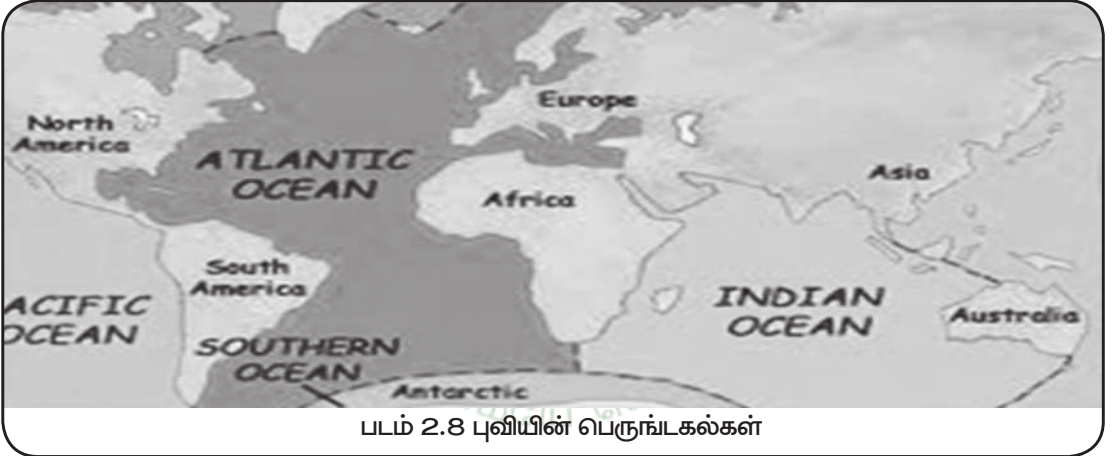 North
America
ATLANTIC
OCEAN
Europe
Asia
Africa
South
America
ACIFIC
OCEAN
INDIAN
OCEAN
Australia
SOUTHERN
OCEAN
Antarctic
படம் 2.8 புவியின் பெருங்டகல்கள்